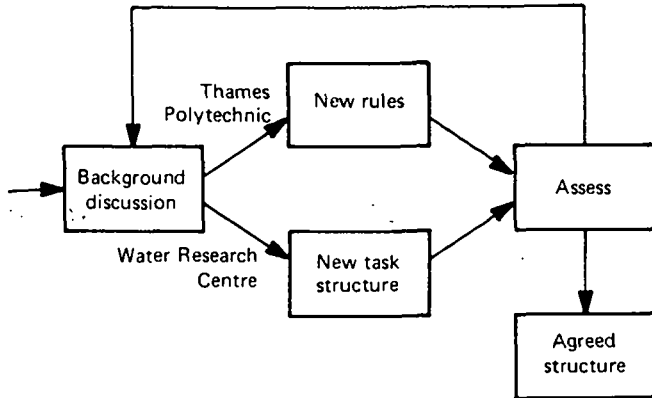 Thames
Polytechnic
New rules
Background
discussion
Assess
Water Research
Centre
New task
structure
Agreed
structure